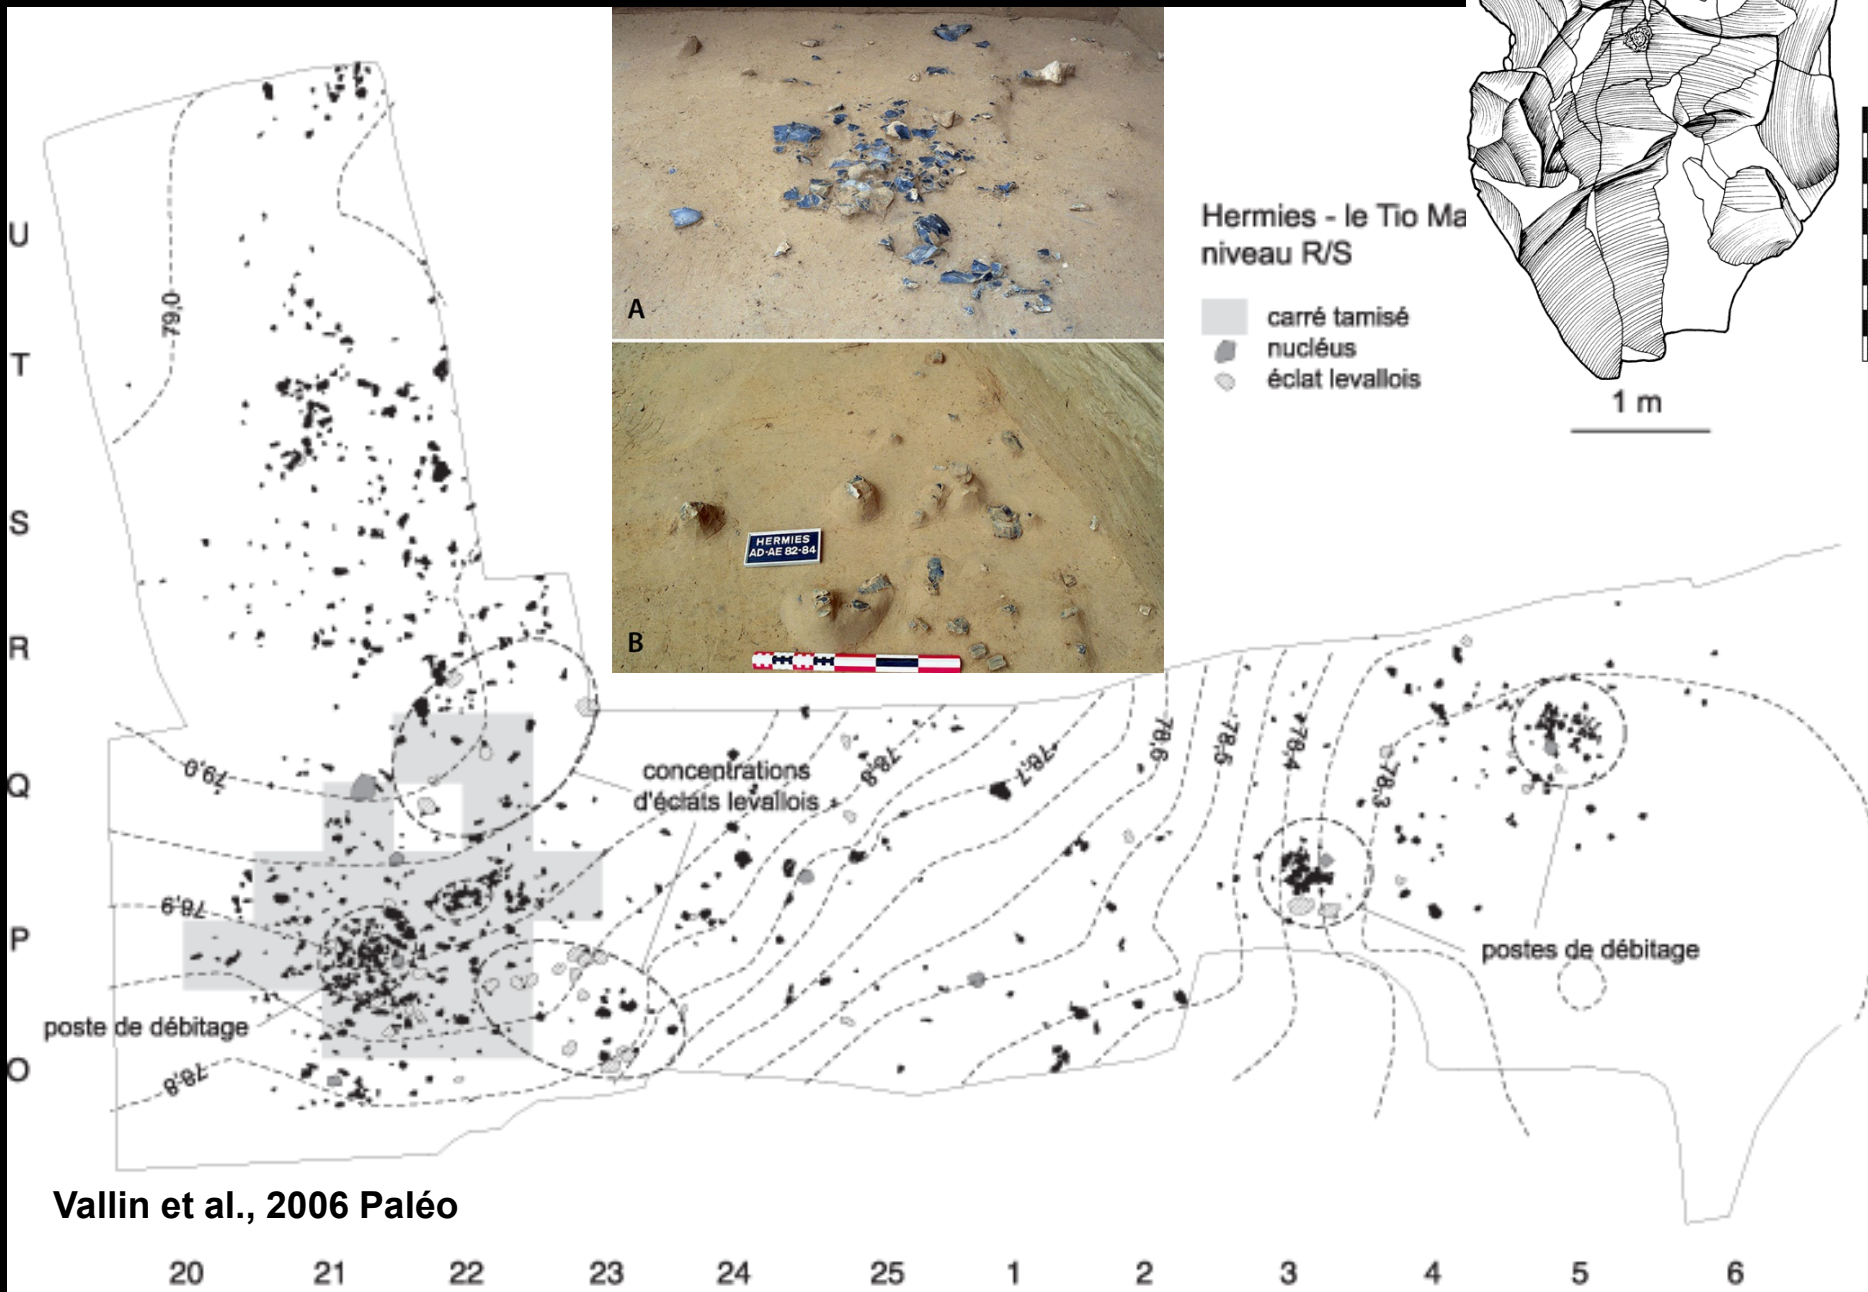 A
HERMIES
AD-AE 82-84
B
Hermies - le Tio Ma
niveau R/S
carré tamisé
nucléus
éclat levallois
1 m
U
T
S
R
Q
P
O
79,0
79,0
78,9
78,8
78,8
78,7
78,6
78,5
78,4
78,3
concentrations
d'éclats levallois
postes de débitage
poste de débitage
Vallin et al., 2006 Paléo
20 21 22 23 24 25 1 2 3 4 5 6